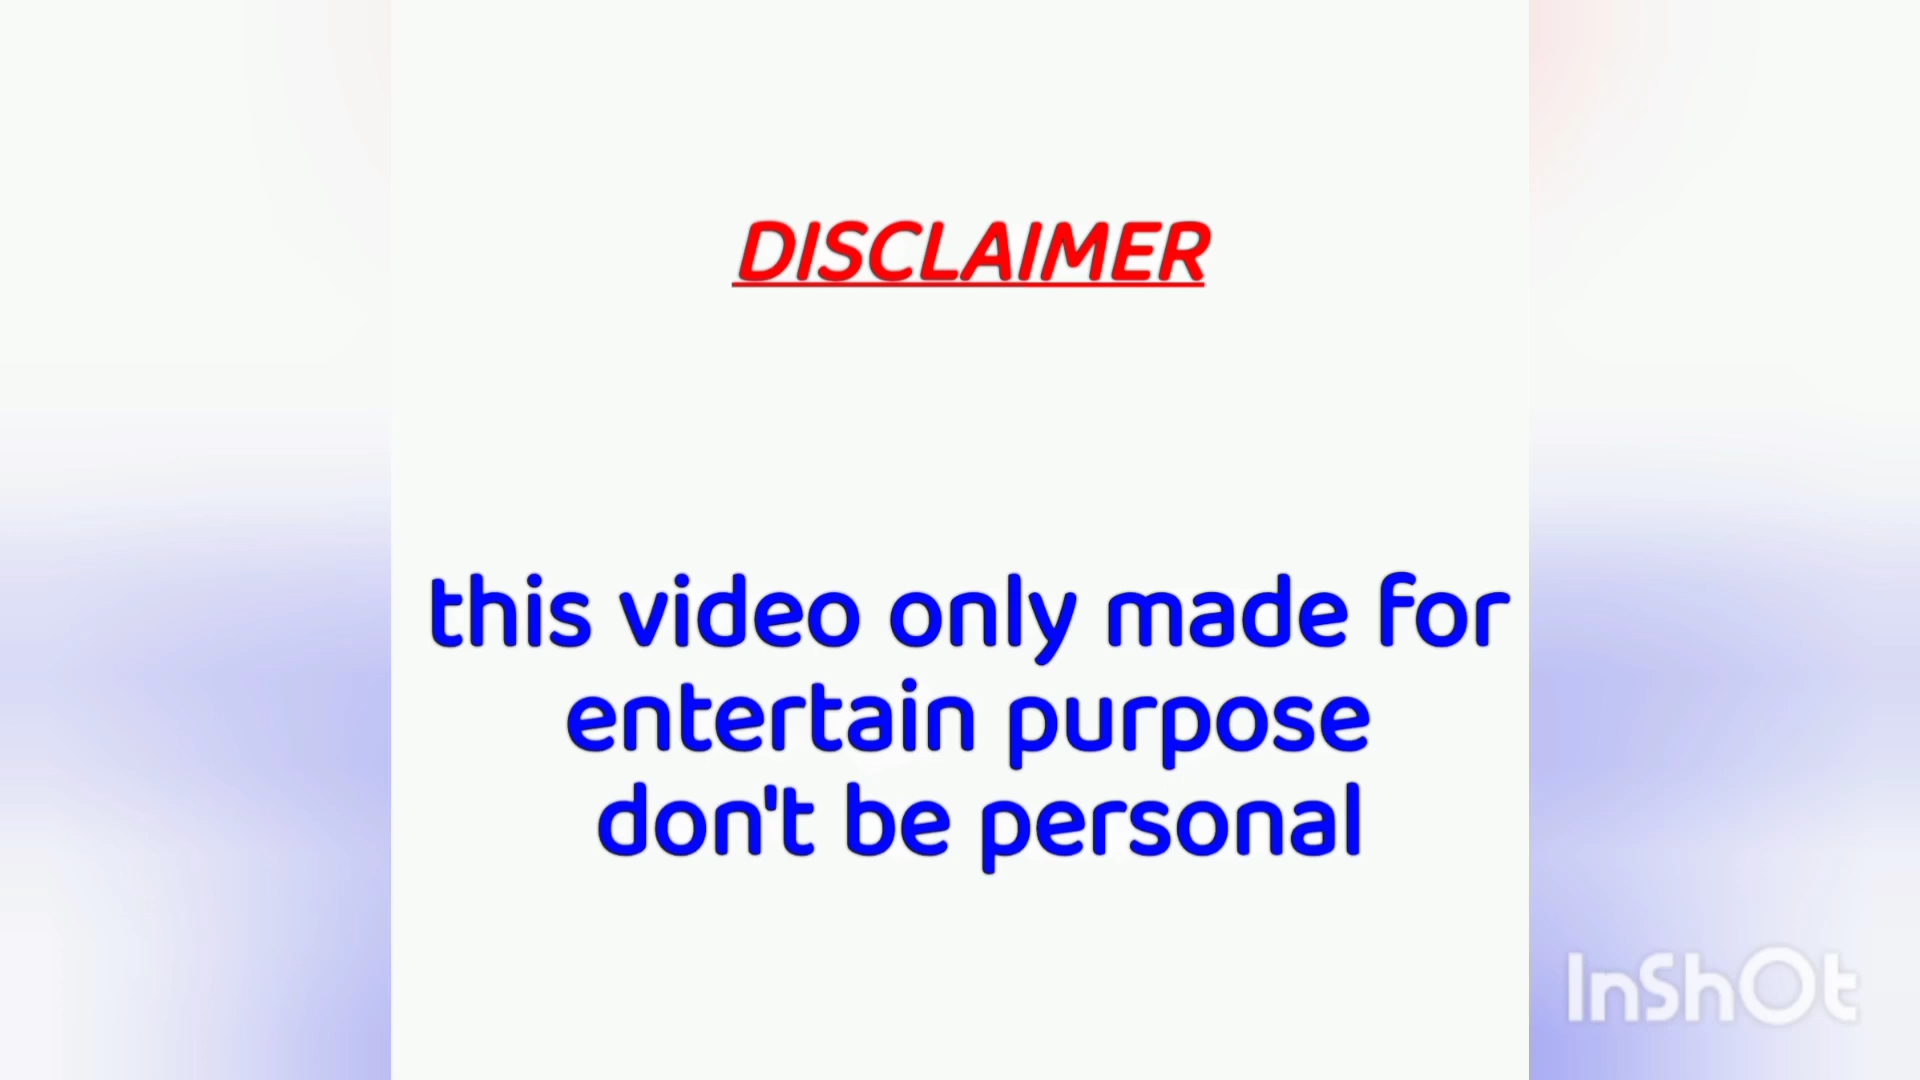 DISCLAIMER
this video only made for
entertain purpose
don't be personal
InShOt